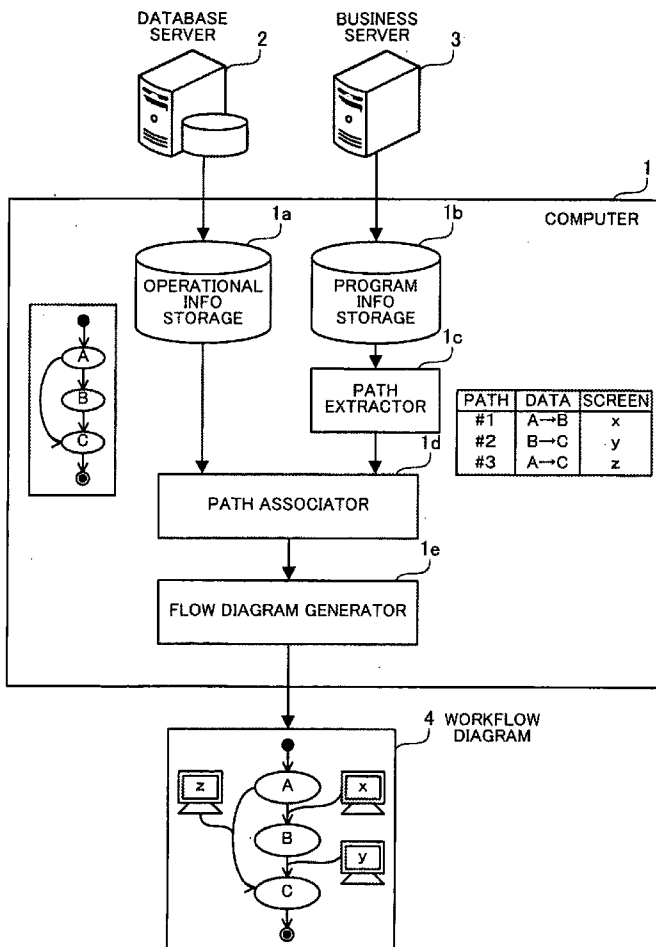 DATABASE
SERVER
2
BUSINESS
SERVER
3
1
COMPUTER
1a
OPERATIONAL
INFO
STORAGE
1b
PROGRAM
INFO
STORAGE
A
B
C
1c
PATH
EXTRACTOR
PATH DATA SCREEN
#1 A→B x
#2 B→C y
#3 A→C z
1d
PATH ASSOCIATOR
1e
FLOW DIAGRAM GENERATOR
4 WORKFLOW
DIAGRAM
z
A
x
B
y
C